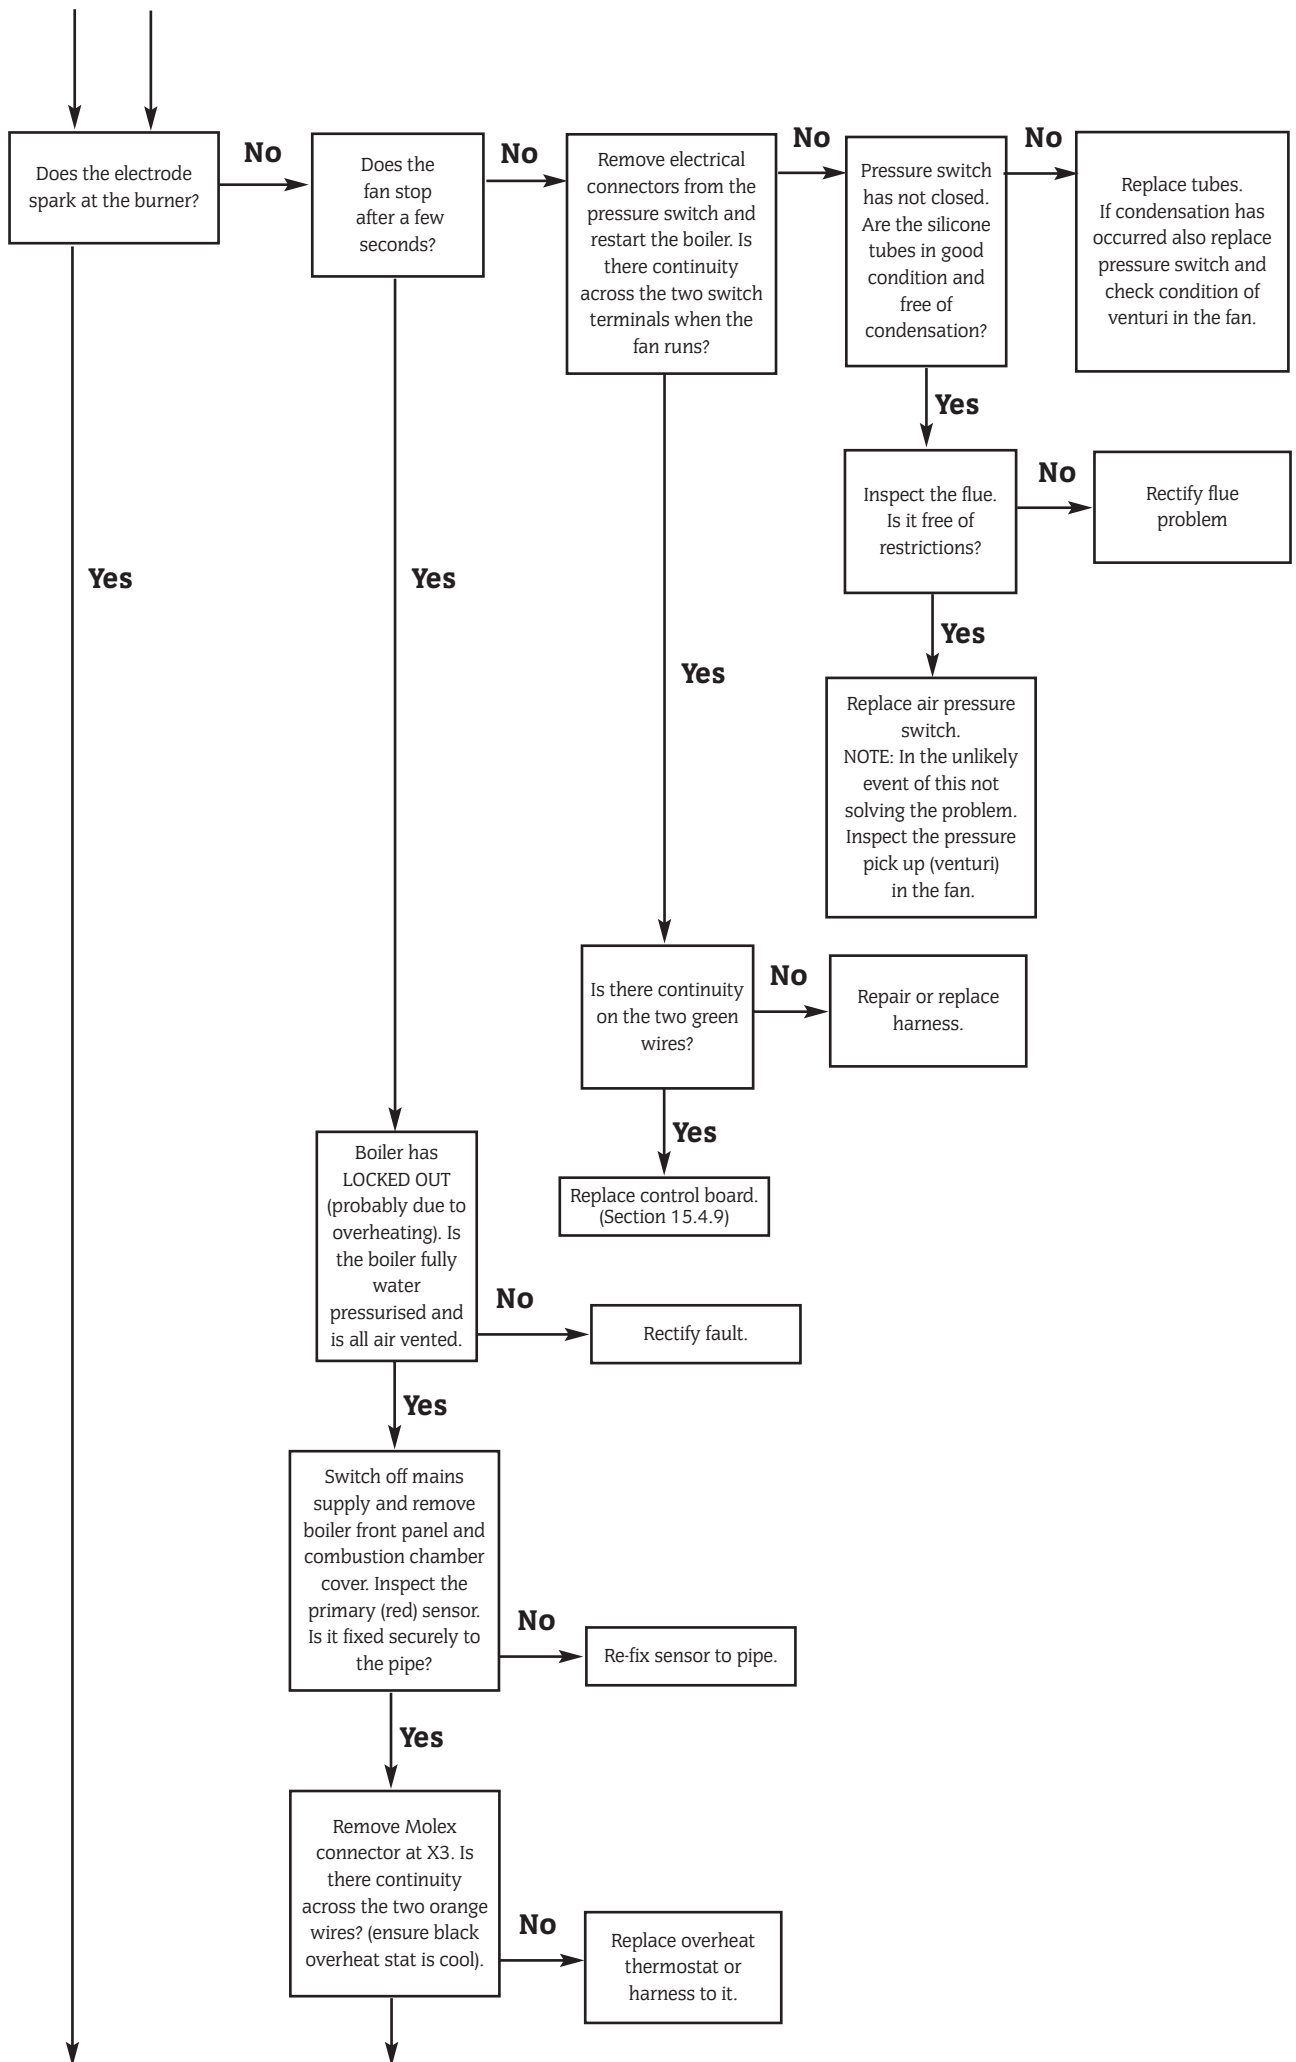 Does the electrode
spark at the burner?
No
Does the
fan stop
after a few
seconds?
No
Remove electrical
connectors from the
pressure switch and
restart the boiler. Is
there continuity
across the two switch
terminals when the
fan runs?
No
Pressure switch
has not closed.
Are the silicone
tubes in good
condition and
free of
condensation?
No
Replace tubes.
If condensation has
occurred also replace
pressure switch and
check condition of
venturi in the fan.
Yes
Inspect the flue.
Is it free of
restrictions?
No
Rectify flue
problem
Yes
Yes
Yes
Yes
Replace air pressure
switch.
NOTE: In the unlikely
event of this not
solving the problem.
Inspect the pressure
pick up (venturi)
in the fan.
Is there continuity
on the two green
wires?
No
Repair or replace
harness.
Yes
Replace control board.
(Section 15.4.9)
Boiler has
LOCKED OUT
(probably due to
overheating). Is
the boiler fully
water
pressurised and
is all air vented.
No
Rectify fault.
Yes
Switch off mains
supply and remove
boiler front panel and
combustion chamber
cover. Inspect the
primary (red) sensor.
Is it fixed securely to
the pipe?
No
Re-fix sensor to pipe.
Yes
Remove Molex
connector at X3. Is
there continuity
across the two orange
wires? (ensure black
overheat stat is cool).
No
Replace overheat
thermostat or
harness to it.